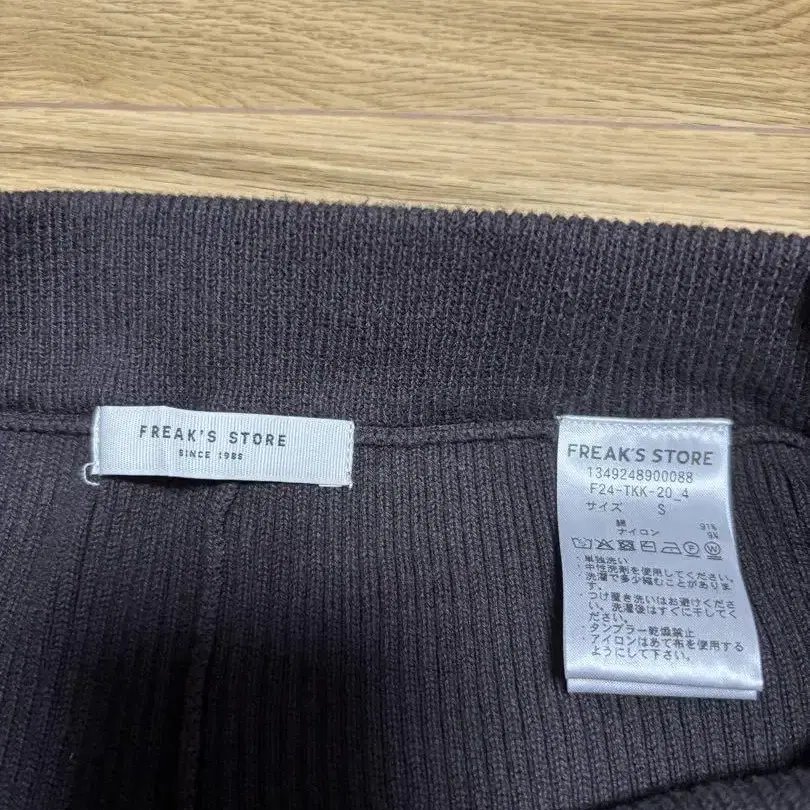 FREAK'S STORE
SINCE 1986
FREAK'S STORE
1349248900088
F24-TKK-20_4
サイズ S
綿 91%
ナイロン 9%
・単独洗い
・中性洗剤を使用してください。
・洗濯で多少縮むことがあります。
・つけ置き洗いはお避けください。洗濯後はすぐに干してください。
・タンブラー乾燥禁止
・アイロンはあて布を使用するようにして下さい。